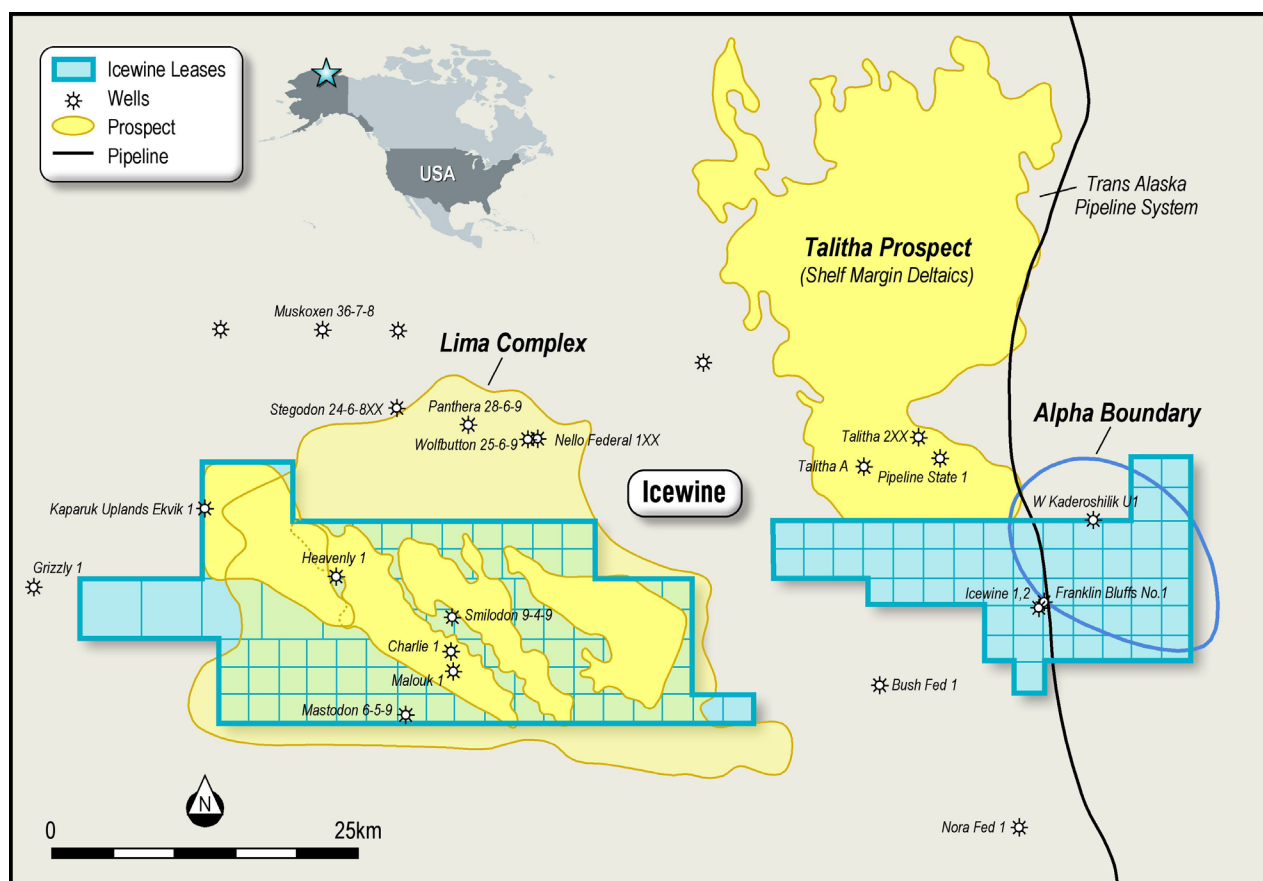 Icewine Leases
Wells
Prospect
Pipeline
USA
Trans Alaska
Pipeline System
Talitha Prospect
(Shelf Margin Deltaics)
Muskoxen 36-7-8
Lima Complex
Stegodon 24-6-8XX
Panthera 28-6-9
Wolfbutton 25-6-9
Nello Federal 1XX
Talitha 2XX
Alpha Boundary
Talitha A
Pipeline State 1
Icewine
W Kaderoshilik U1
Kaparuk Uplands Ekvik 1
Heavenly 1
Grizzly 1
Icewine 1,2
Franklin Bluffs No.1
Smilodon 9-4-9
Charlie 1
Malouk 1
Bush Fed 1
Mastodon 6-5-9
N
0
25km
Nora Fed 1